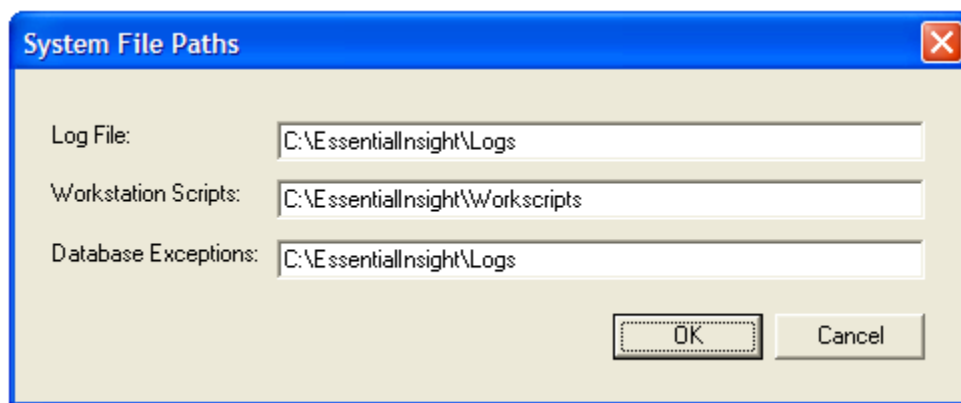 System File Paths
Log File: C:\EssentialInsight\Logs
Workstation Scripts: C:\EssentialInsight\Workscripts
Database Exceptions: C:\EssentialInsight\Logs
OK Cancel